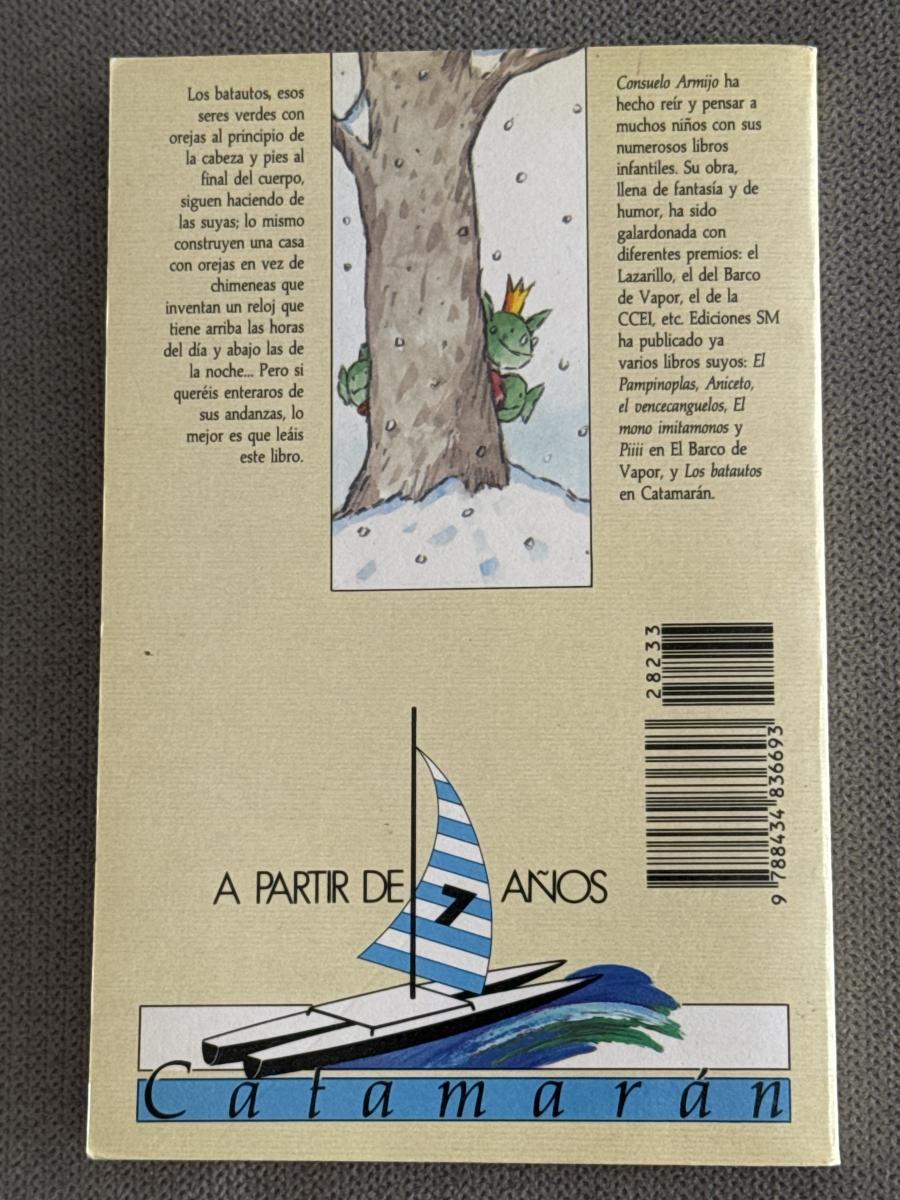 Los batautos, esos
seres verdes con
orejas al principio de
la cabeza y pies al
final del cuerpo,
siguen haciendo de
las suyas; lo mismo
construyen una casa
con orejas en vez de
chimeneas que
inventan un reloj que
tiene arriba las horas
del día y abajo las de
la noche... Pero si
queréis enteraros de
sus andanzas, lo
mejor es que leáis
este libro.
Consuelo Armijo ha
hecho reír y pensar a
muchos niños con sus
numerosos libros
infantiles. Su obra,
llena de fantasía y de
humor, ha sido
galardonada con
diferentes premios: el
Lazarillo, el del Barco
de Vapor, el de la
CCEI, etc. Ediciones SM
ha publicado ya
varios libros suyos: El
Pampinoplas, Aniceto,
el vencecanguelos, El
mono imitamonos y
Piiii en El Barco de
Vapor, y Los batautos
en Catamarán.
28233
9 788434 836693
A PARTIR DE 7 AÑOS
Catamarán